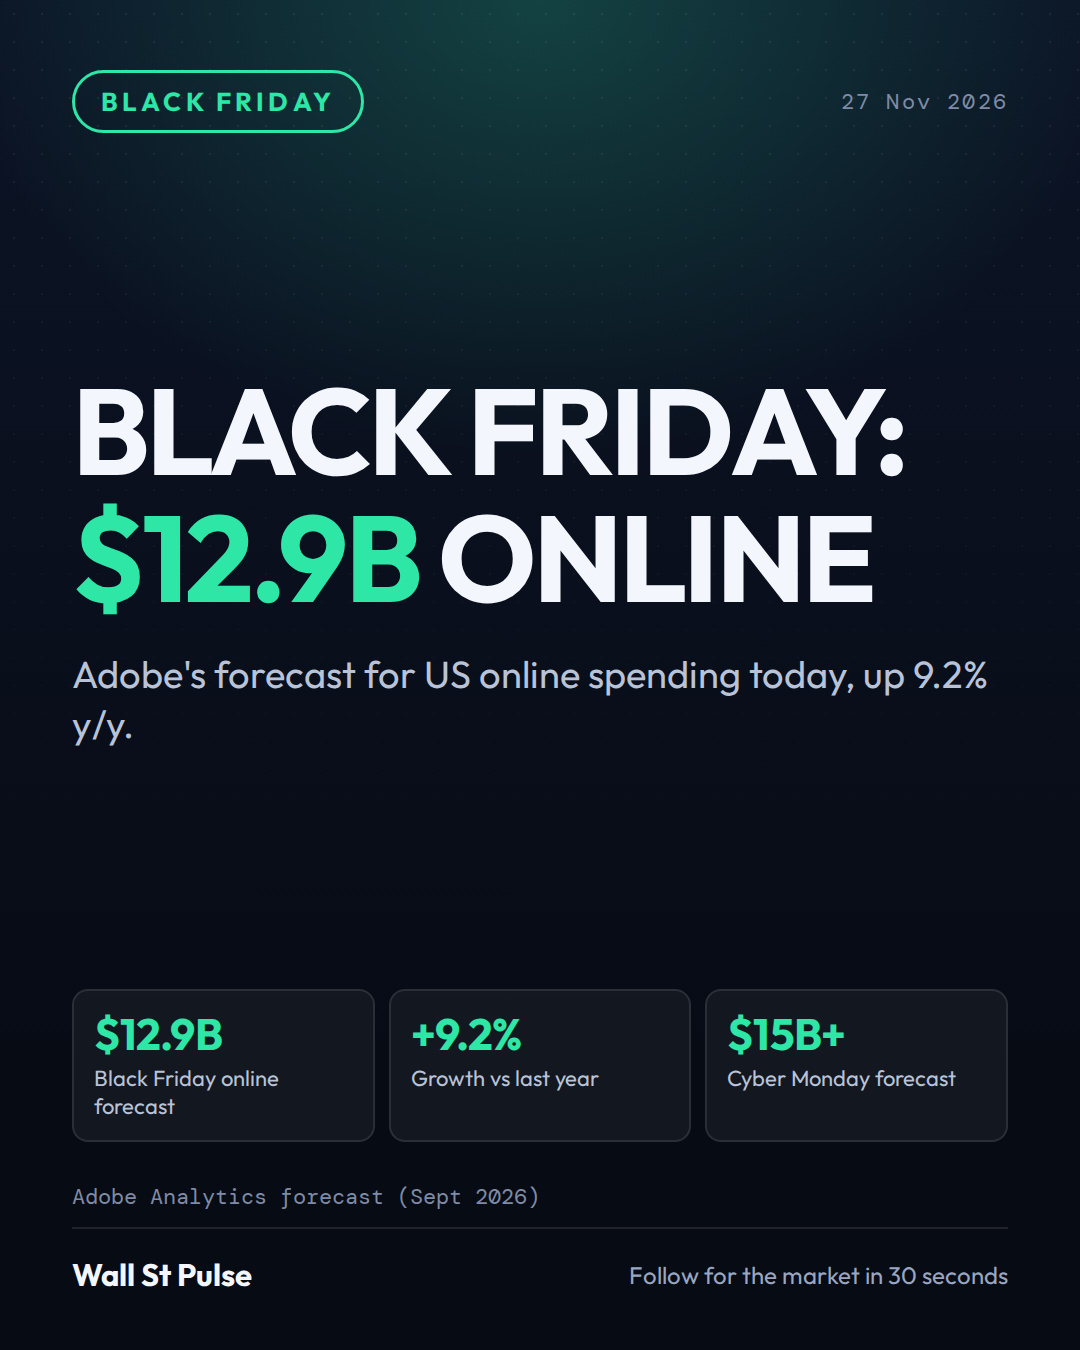 BLACK FRIDAY
27 Nov 2026
BLACK FRIDAY:
$12.9B ONLINE
Adobe's forecast for US online spending today, up 9.2%
y/y.
$12.9B
Black Friday online
forecast
+9.2%
Growth vs last year
$15B+
Cyber Monday forecast
Adobe Analytics forecast (Sept 2026)
Wall St Pulse
Follow for the market in 30 seconds